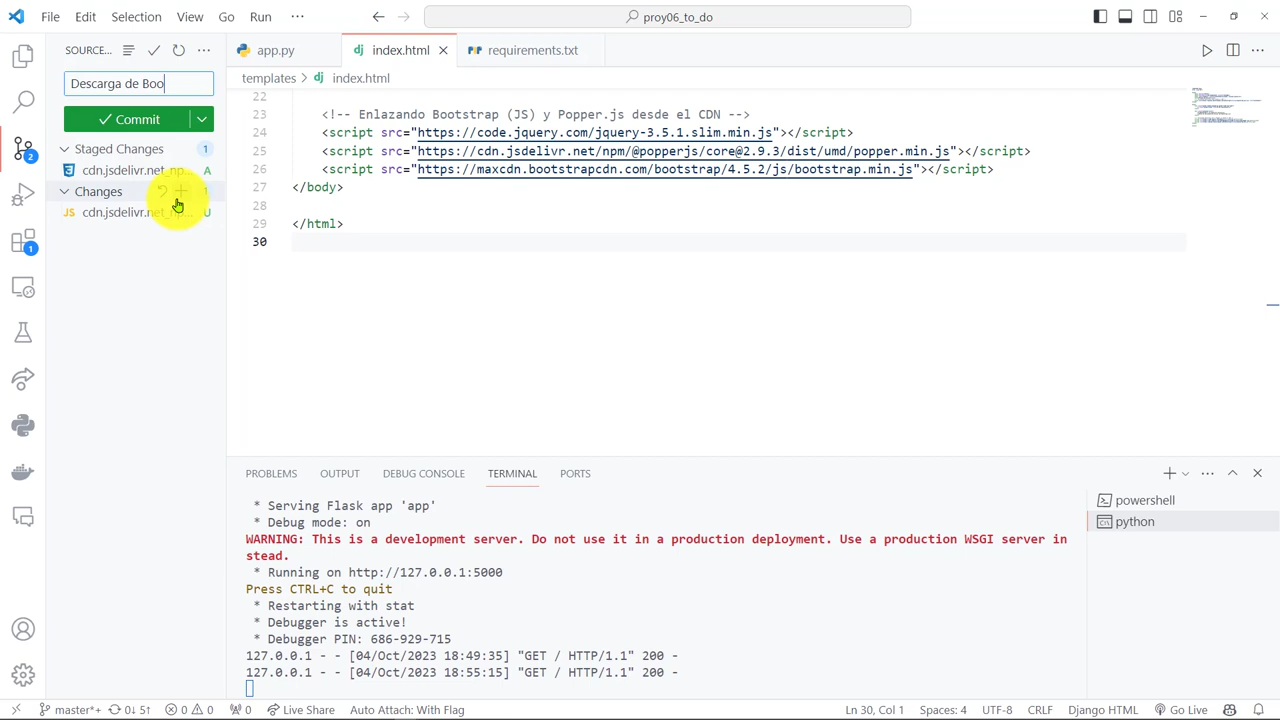 File Edit Selection View Go Run ··· proy06_to_do
SOURCE...
app.py index.html requirements.txt
Descarga de Boo
templates > index.html
Commit
Staged Changes 1
cdn.jsdelivr.net_np... A
Changes 1
U
2
1
22
23 <!-- Enlazando Bootstrap JS) y Popper.js desde el CDN -->
24 <script src="https://code.jquery.com/jquery-3.5.1.slim.min.js"></script>
25 <script src="https://cdn.jsdelivr.net/npm/@popperjs/core@2.9.3/dist/umd/popper.min.js"></script>
26 <script src="https://maxcdn.bootstrapcdn.com/bootstrap/4.5.2/js/bootstrap.min.js"></script>
27 </body>
28
29 </html>
30
PROBLEMS OUTPUT DEBUG CONSOLE TERMINAL PORTS
powershell
python
* Serving Flask app 'app'
* Debug mode: on
WARNING: This is a development server. Do not use it in a production deployment. Use a production WSGI server in
stead.
* Running on http://127.0.0.1:5000
Press CTRL+C to quit
* Restarting with stat
* Debugger is active!
* Debugger PIN: 686-929-715
127.0.0.1 - - [04/Oct/2023 18:49:35] "GET / HTTP/1.1" 200 -
127.0.0.1 - - [04/Oct/2023 18:55:15] "GET / HTTP/1.1" 200 -
master*+ 0↓ 5↑ 0 0 0 Live Share Auto Attach: With Flag Ln 30, Col 1 Spaces: 4 UTF-8 CRLF Django HTML Go Live